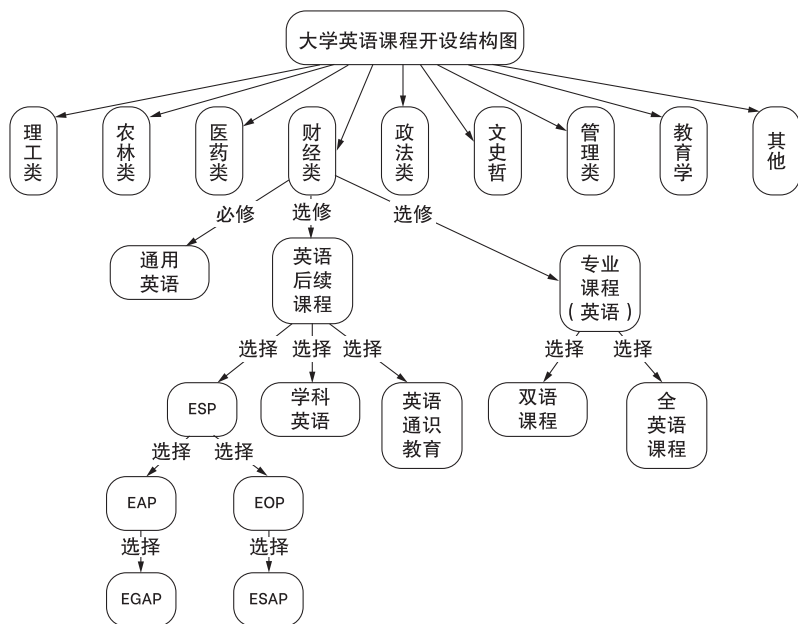 大学英语课程开设结构图
理工类
农林类
医药类
财经类
政法类
文史哲
管理类
教育学
其他
必修
选修
选修
通用
英语
英语
后续
课程
专业
课程
（英语）
选择
选择
选择
选择
选择
ESP
学科
英语
英语
通识
教育
双语
课程
全
英语
课程
选择
选择
EAP
EOP
选择
选择
EGAP
ESAP